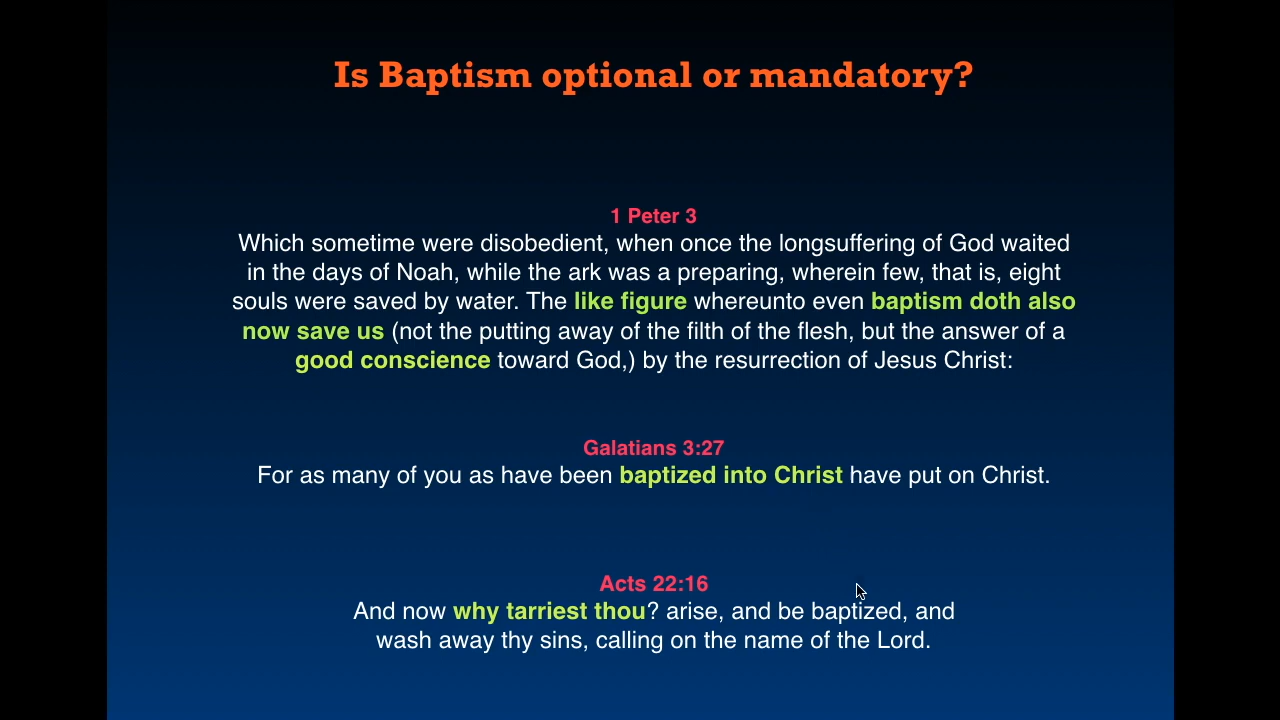 Is Baptism optional or mandatory?
1 Peter 3
Which sometime were disobedient, when once the longsuffering of God waited
in the days of Noah, while the ark was a preparing, wherein few, that is, eight
souls were saved by water. The like figure whereunto even baptism doth also
now save us (not the putting away of the filth of the flesh, but the answer of a
good conscience toward God,) by the resurrection of Jesus Christ:
Galatians 3:27
For as many of you as have been baptized into Christ have put on Christ.
Acts 22:16
And now why tarriest thou? arise, and be baptized, and
wash away thy sins, calling on the name of the Lord.